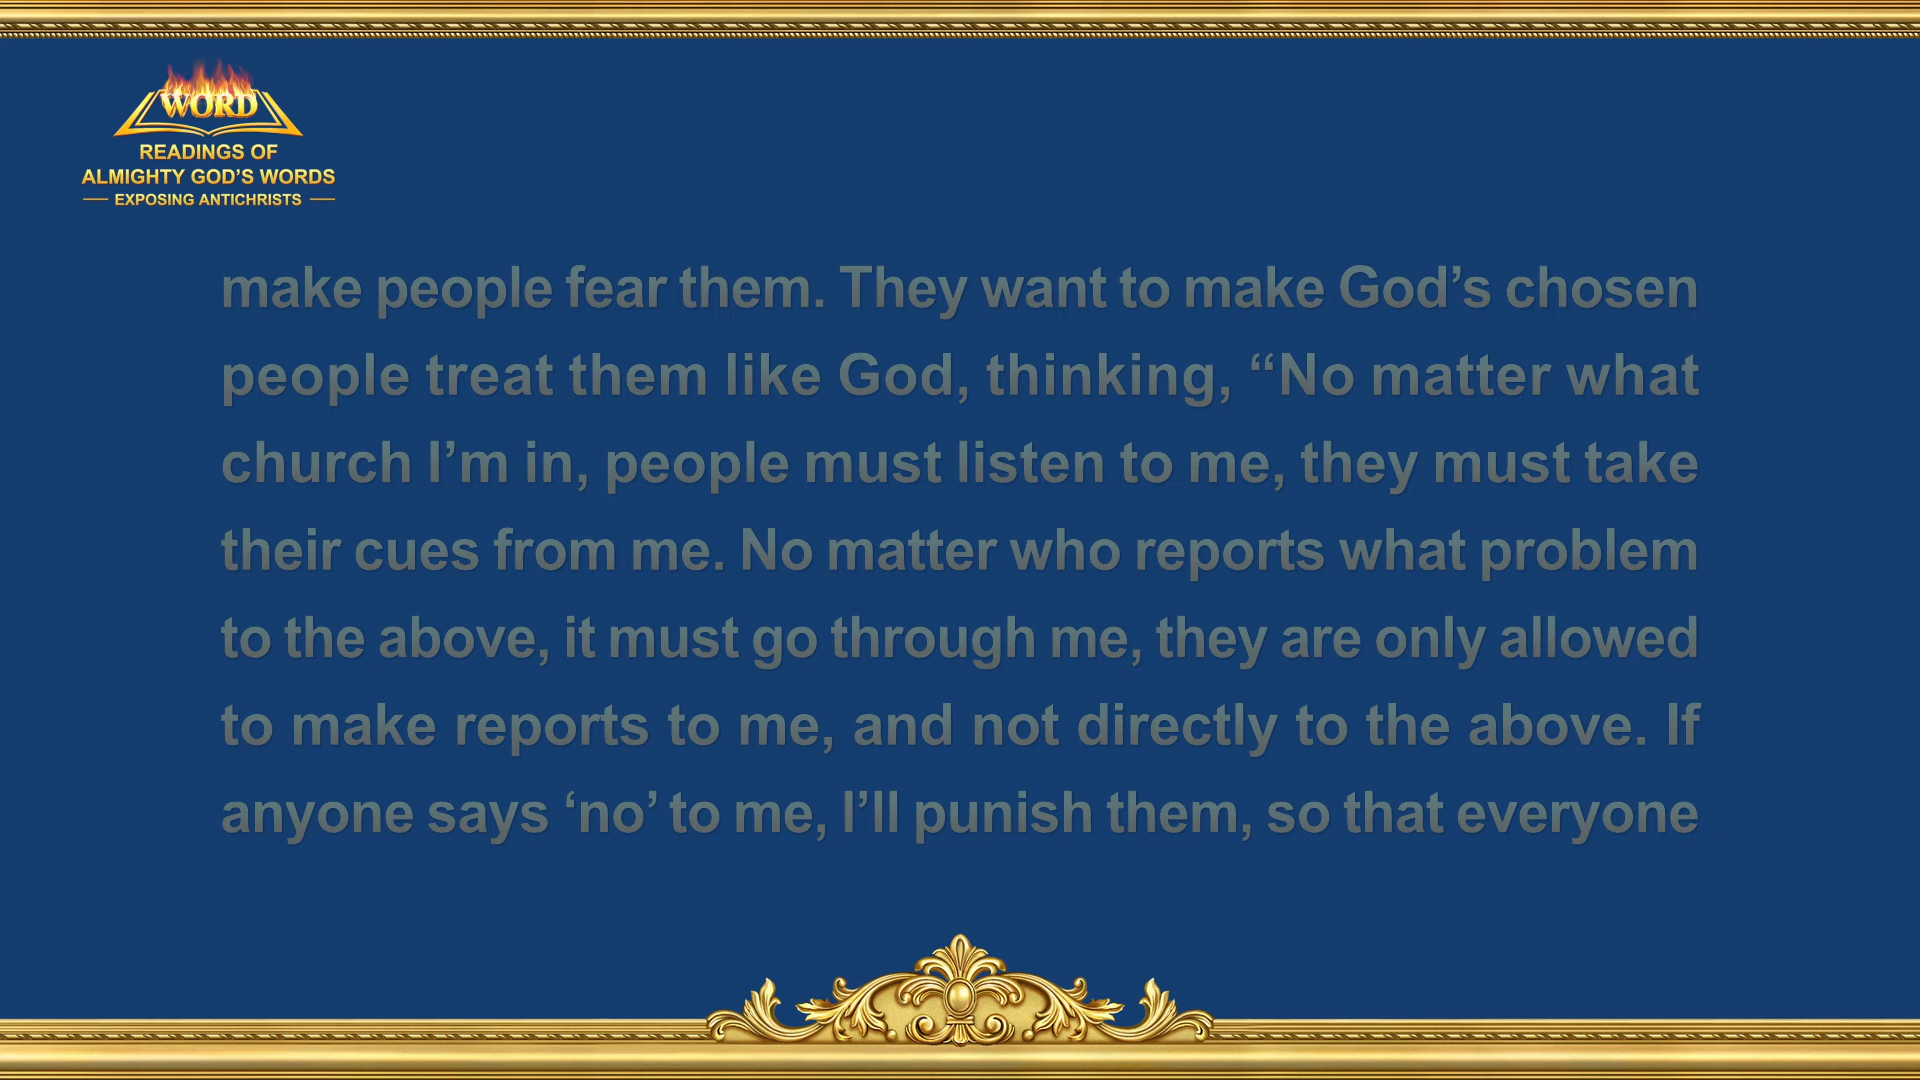 WORD
READINGS OF
ALMIGHTY GOD’S WORDS
EXPOSING ANTICHRISTS
make people fear them. They want to make God’s chosen
people treat them like God, thinking, “No matter what
church I’m in, people must listen to me, they must take
their cues from me. No matter who reports what problem
to the above, it must go through me, they are only allowed
to make reports to me, and not directly to the above. If
anyone says ‘no’ to me, I’ll punish them, so that everyone